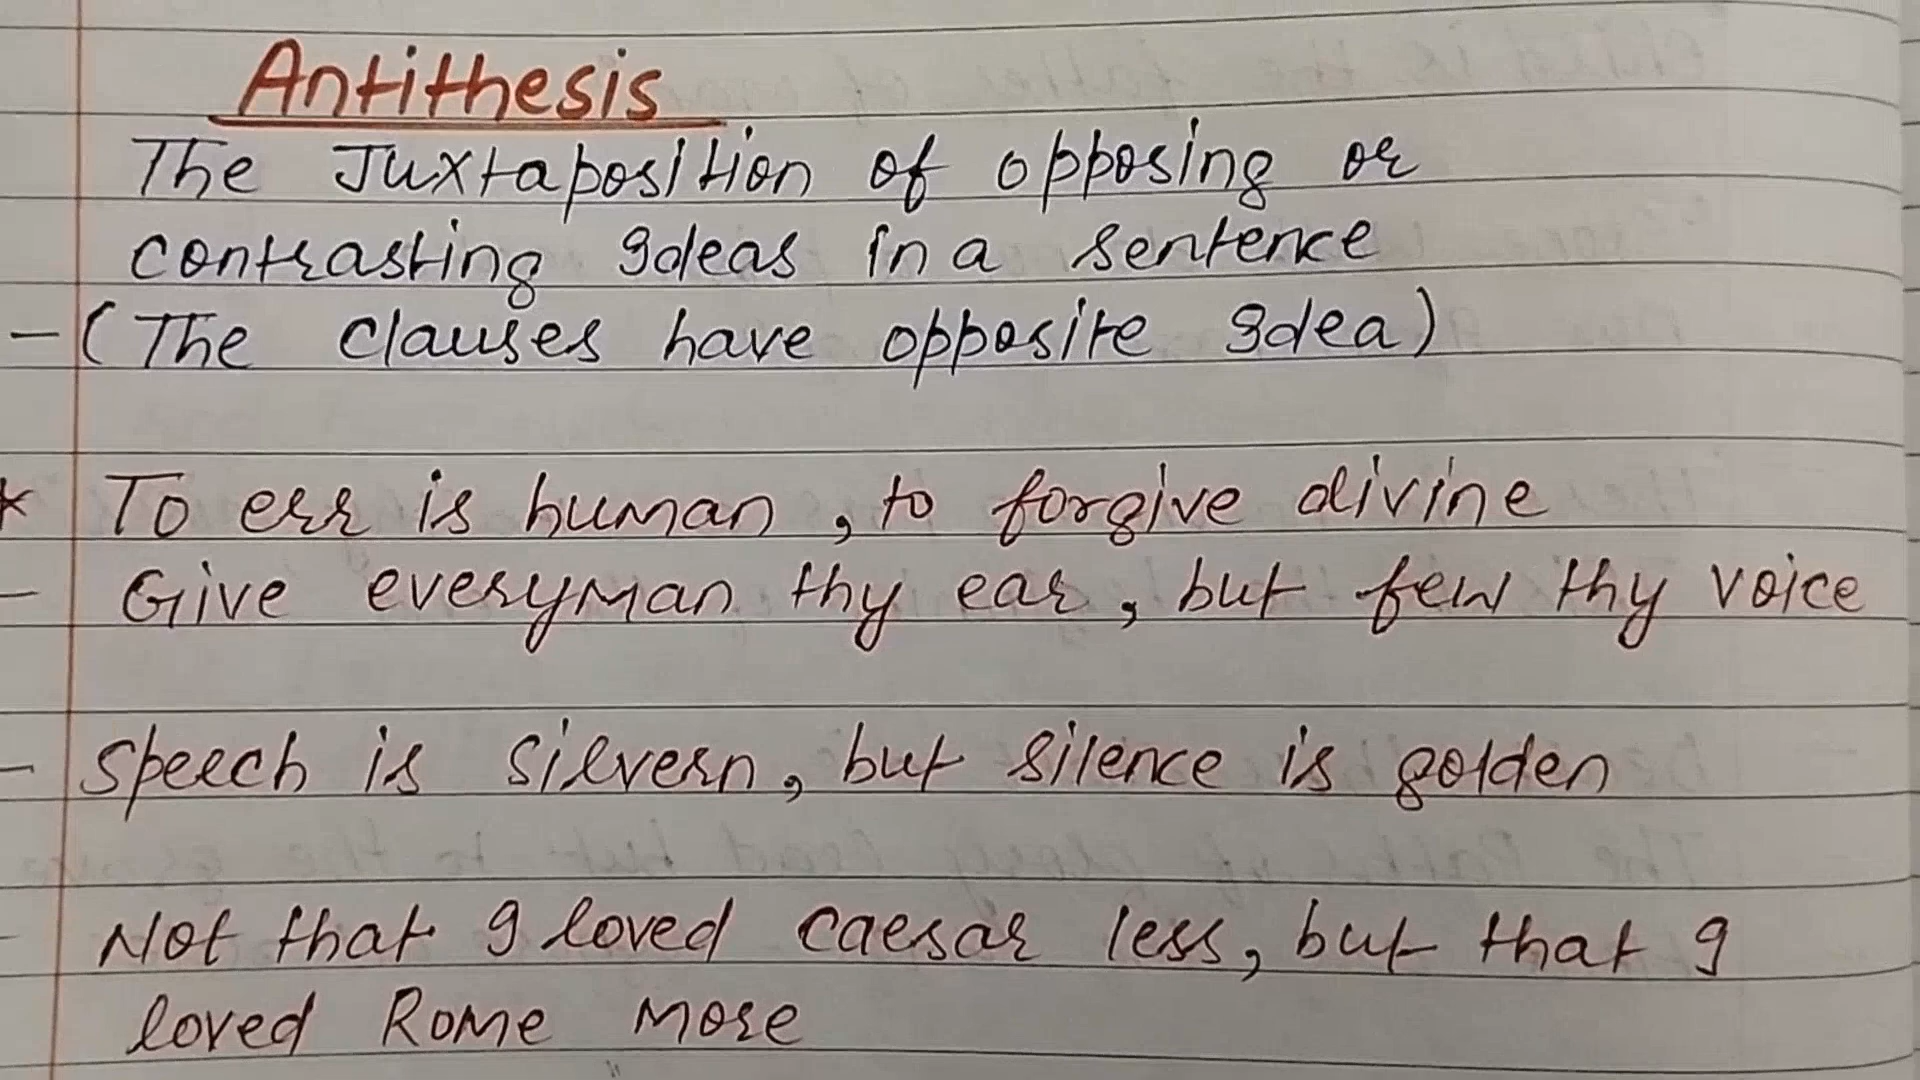 Antithesis
The Juxtaposition of opposing or
contrasting Ideas in a sentence
- (The clauses have opposite Idea)
* To err is human, to forgive divine
- Give everyman thy ear, but few thy voice
- Speech is silvern, but silence is golden
- Not that I loved caesar less, but that I
loved Rome more